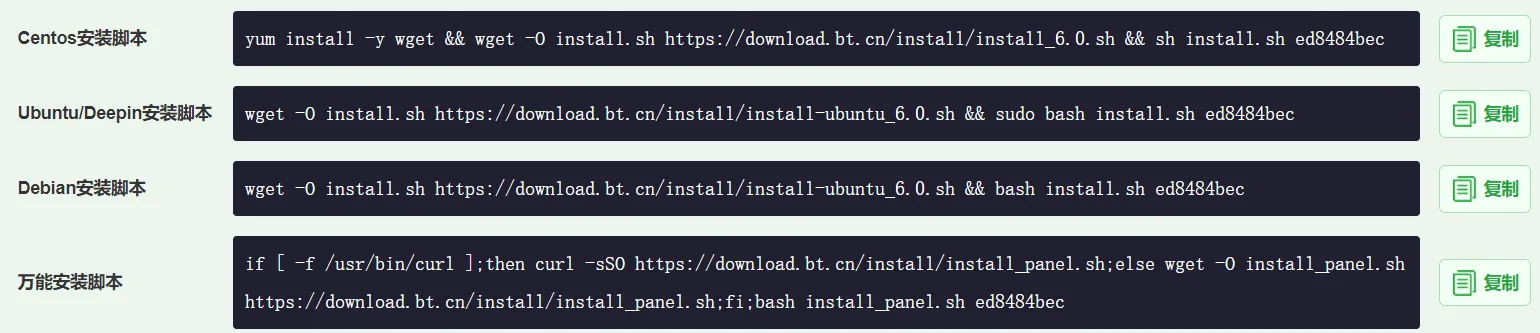 Centos安装脚本
yum install -y wget && wget -O install.sh https://download.bt.cn/install/install_6.0.sh && sh install.sh ed8484bec
复制
Ubuntu/Deepin安装脚本
wget -O install.sh https://download.bt.cn/install/install-ubuntu_6.0.sh && sudo bash install.sh ed8484bec
复制
Debian安装脚本
wget -O install.sh https://download.bt.cn/install/install-ubuntu_6.0.sh && bash install.sh ed8484bec
复制
万能安装脚本
if [ -f /usr/bin/curl ];then curl -sSO https://download.bt.cn/install/install_panel.sh;else wget -O install_panel.sh
https://download.bt.cn/install/install_panel.sh;fi;bash install_panel.sh ed8484bec
复制